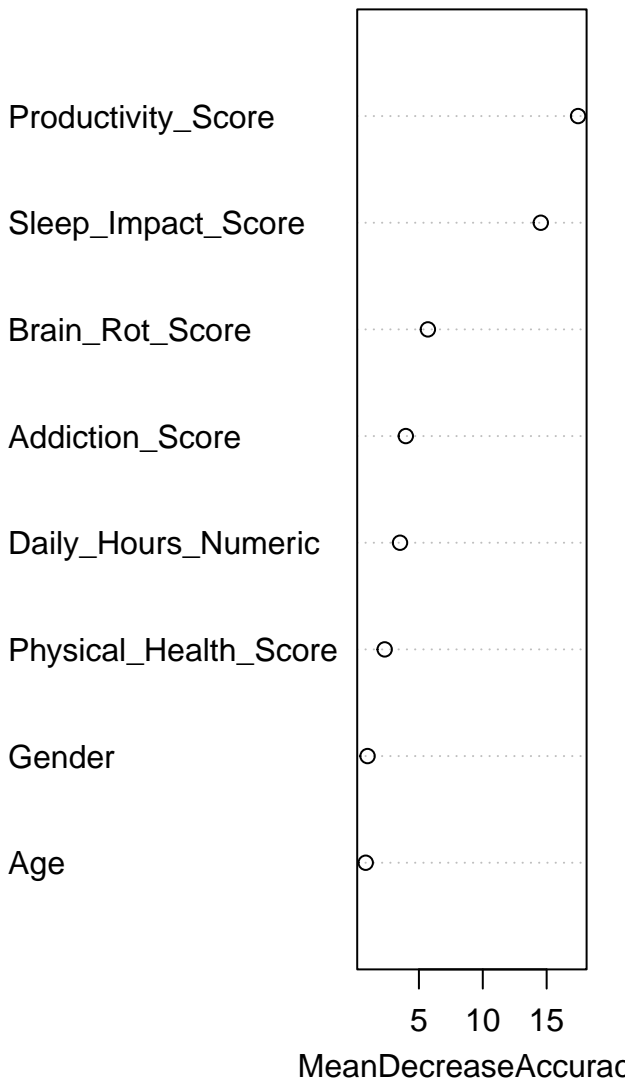 Productivity_Score
Sleep_Impact_Score
Brain_Rot_Score
Addiction_Score
Daily_Hours_Numeric
Physical_Health_Score
Gender
Age
5 10 15
MeanDecreaseAccurac